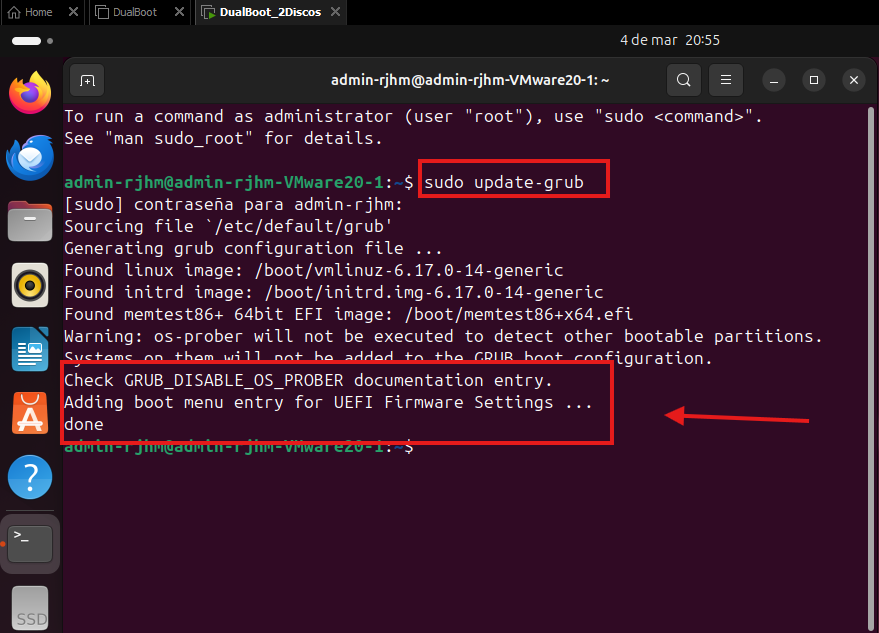 Home
DualBoot
DualBoot_2Discos
4 de mar 20:55
admin-rjhm@admin-rjhm-VMware20-1: ~
To run a command as administrator (user "root"), use "sudo <command>".
See "man sudo_root" for details.
admin-rjhm@admin-rjhm-VMware20-1:~$ sudo update-grub
[sudo] contraseña para admin-rjhm:
Sourcing file `/etc/default/grub'
Generating grub configuration file ...
Found linux image: /boot/vmlinuz-6.17.0-14-generic
Found initrd image: /boot/initrd.img-6.17.0-14-generic
Found memtest86+ 64bit EFI image: /boot/memtest86+x64.efi
Warning: os-prober will not be executed to detect other bootable partitions.
Systems on them will not be added to the GRUB boot configuration.
Check GRUB_DISABLE_OS_PROBER documentation entry.
Adding boot menu entry for UEFI Firmware Settings ...
done
admin-rjhm@admin-rjhm-VMware20-1:~$
SSD